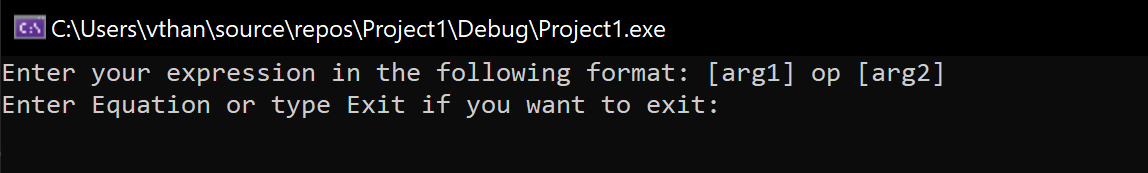 C:\Users\vthan\source\repos\Project1\Debug\Project1.exe
Enter your expression in the following format: [arg1] op [arg2]
Enter Equation or type Exit if you want to exit: